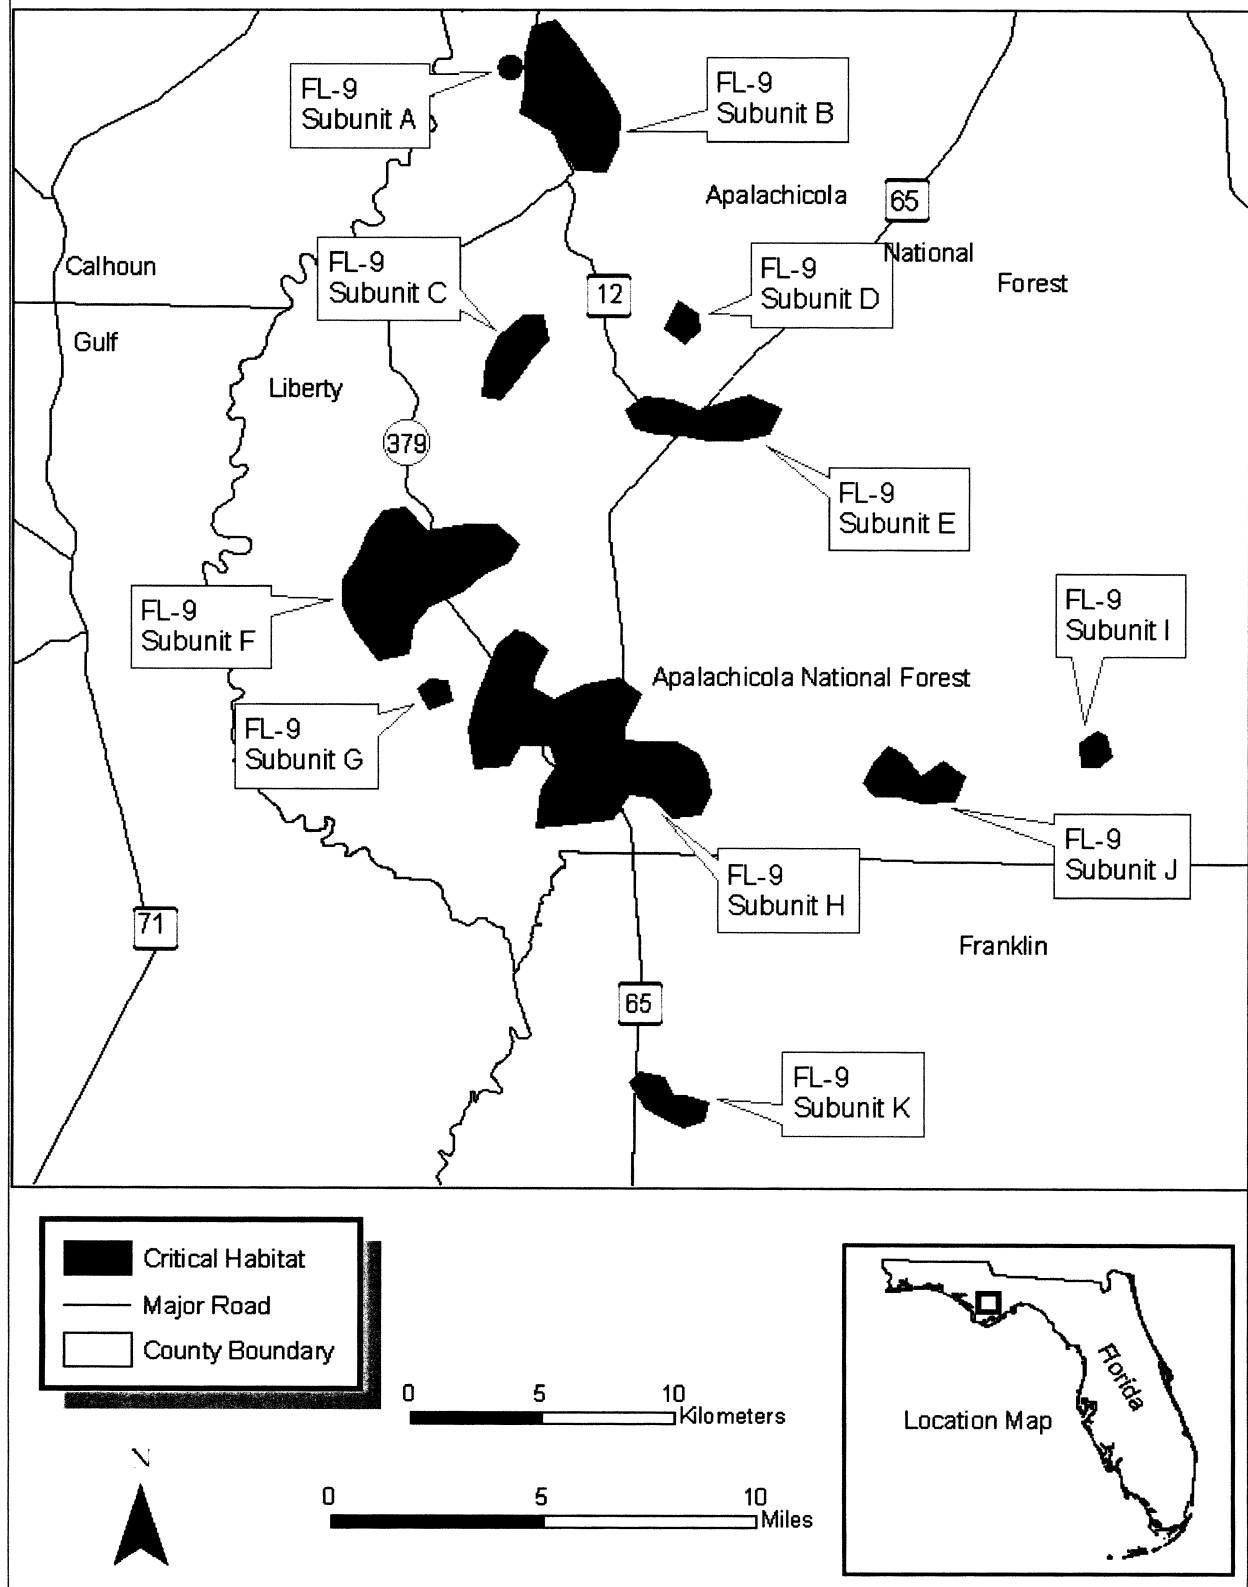 FL-9
Subunit A
FL-9
Subunit B
Apalachicola
65
National
Forest
Calhoun
FL-9
Subunit C
FL-9
Subunit D
12
Gulf
Liberty
379
FL-9
Subunit E
FL-9
Subunit F
FL-9
Subunit I
Apalachicola National Forest
FL-9
Subunit G
FL-9
Subunit J
FL-9
Subunit H
71
Franklin
65
FL-9
Subunit K
Critical Habitat
Major Road
County Boundary
0 5 10
Kilometers
N
0 5 10
Miles
Florida
Location Map